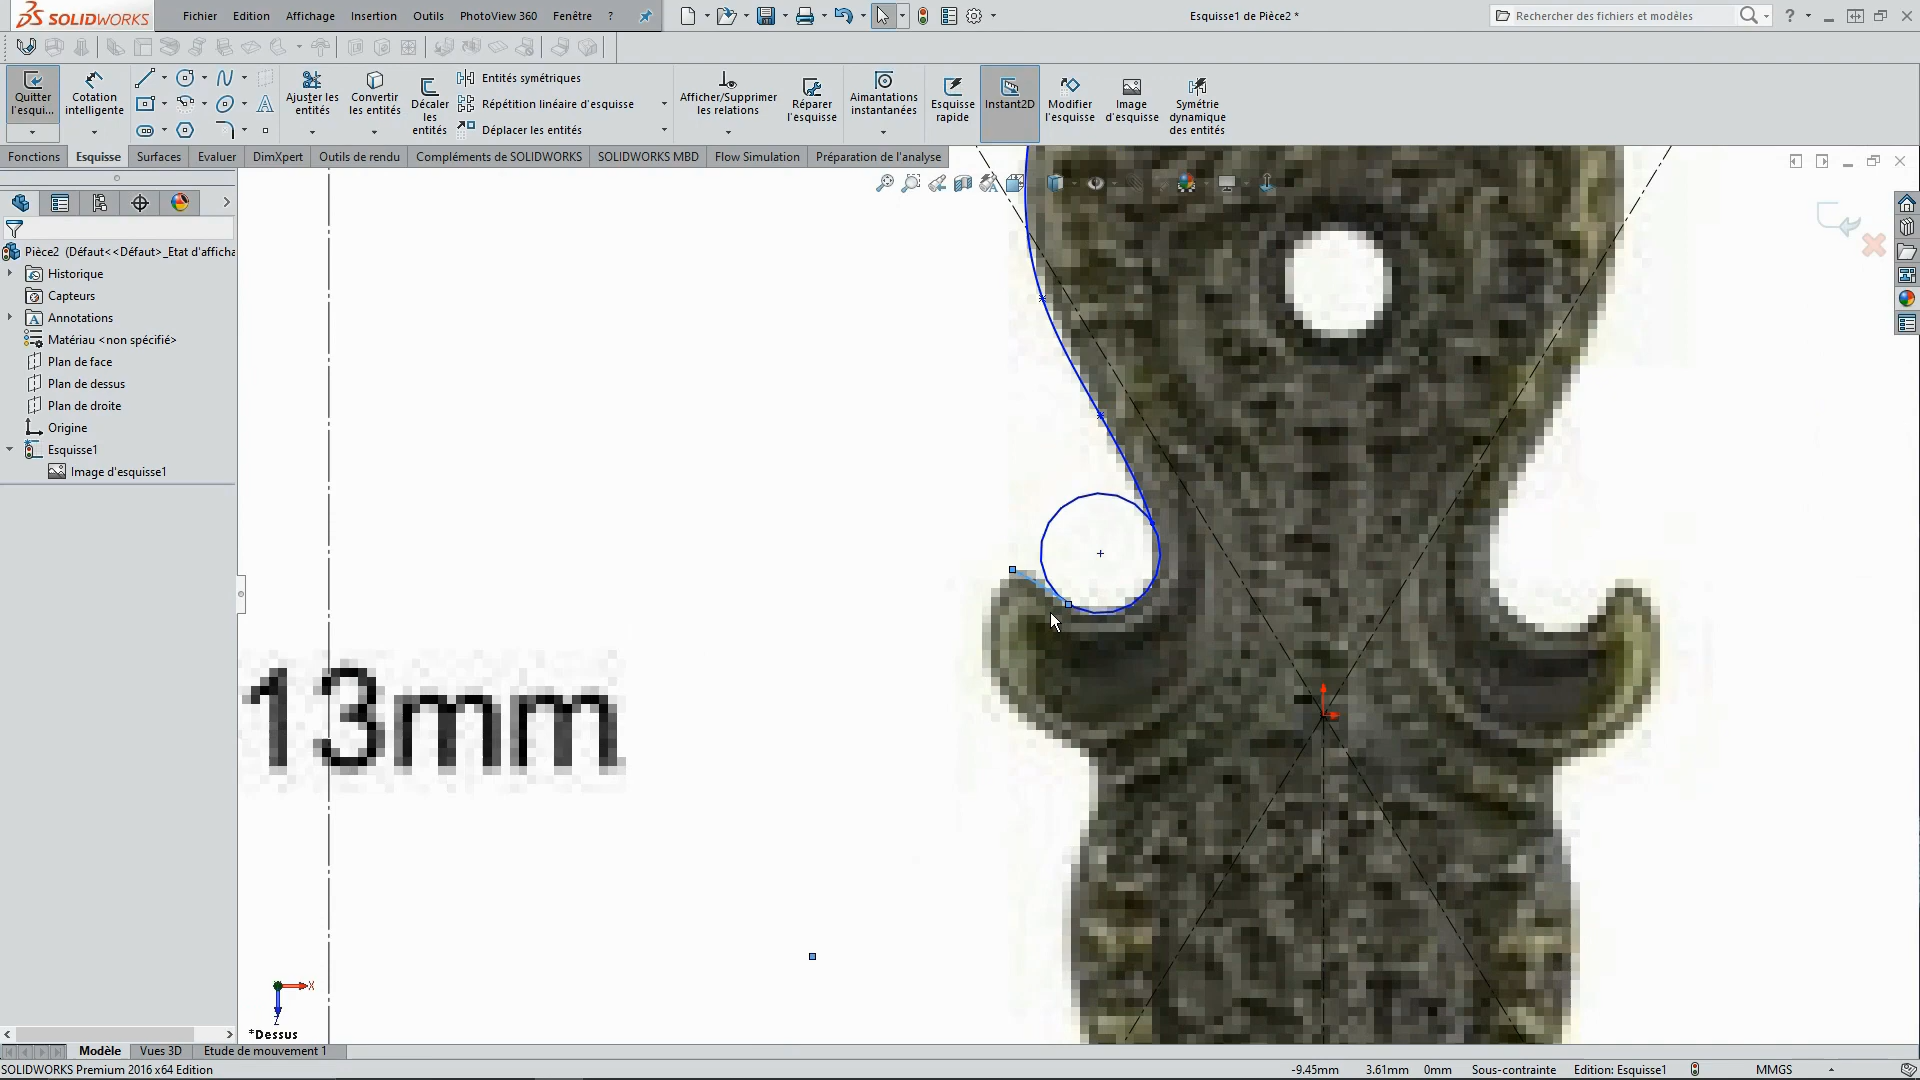 SOLIDWORKS
Fichier Edition Affichage Insertion Outils PhotoView 360 Fenêtre ?
Esquisse1 de Pièce2 *
Rechercher des fichiers et modèles
Quitter l'esqui...
Cotation intelligente
Ajuster les entités
Convertir les entités
Décaler les entités
Entités symétriques
Répétition linéaire d'esquisse
Déplacer les entités
Afficher/Supprimer les relations
Réparer l'esquisse
Aimantations instantanées
Esquisse rapide
Instant2D
Modifier l'esquisse
Image d'esquisse
Symétrie dynamique des entités
Fonctions Esquisse Surfaces Evaluer DimXpert Outils de rendu Compléments de SOLIDWORKS SOLIDWORKS MBD Flow Simulation Préparation de l'analyse
Pièce2 (Défaut<<Défaut>_Etat d'afficha
Historique
Capteurs
Annotations
Matériau <non spécifié>
Plan de face
Plan de dessus
Plan de droite
Origine
Esquisse1
Image d'esquisse1
13mm
X
Z
*Dessus
Modèle Vues 3D Etude de mouvement 1
SOLIDWORKS Premium 2016 x64 Edition
-9.45mm 3.61mm 0mm Sous-contrainte Edition: Esquisse1 MMGS